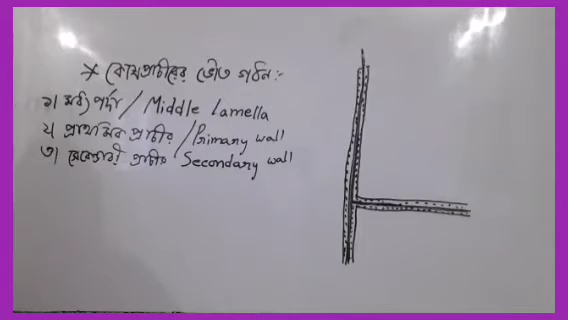 * কোষপ্রাচীরের ভৌত গঠন:-
১। মধ্যপর্দা / Middle Lamella
২। প্রাথমিক প্রাচীর / Primary wall
৩। সেকেন্ডারী প্রাচীর Secondary wall